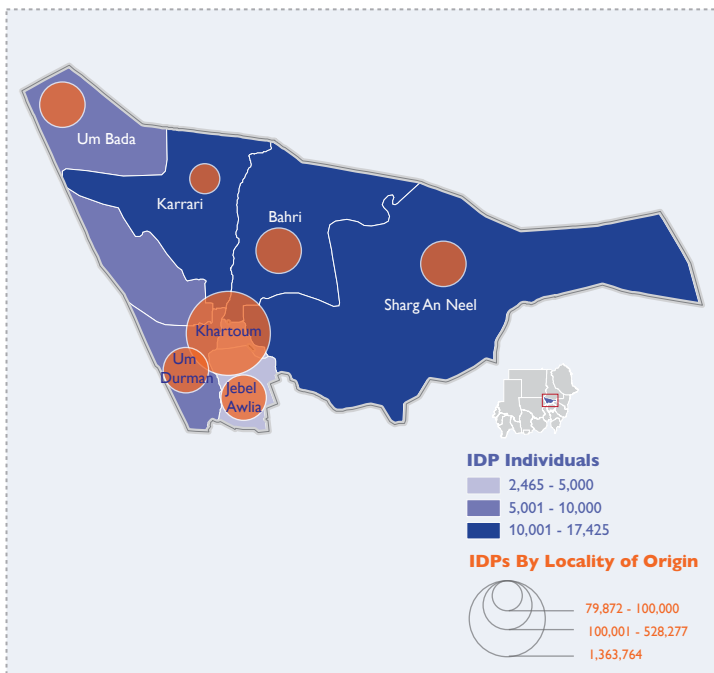 Um Bada
Karrari
Bahri
Sharg An Neel
Khartoum
Um
Durman
Jebel
Awlia
IDP Individuals
2,465 - 5,000
5,001 - 10,000
10,001 - 17,425
IDPs By Locality of Origin
79,872 - 100,000
100,001 - 528,277
1,363,764